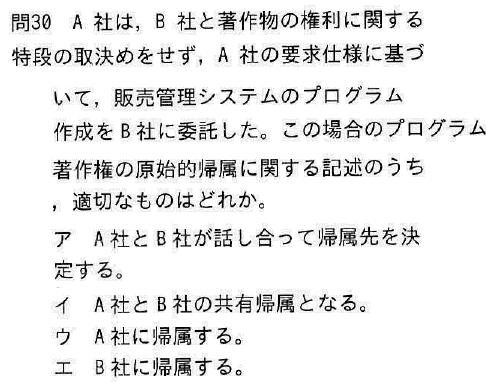 問30　A 社は，B 社と著作物の権利に関する
特段の取決めをせず，A 社の要求仕様に基づ
いて，販売管理システムのプログラム
作成をB社に委託した。この場合のプログラム
著作権の原始的帰属に関する記述のうち
，適切なものはどれか。
ア　A社とB社が話し合って帰属先を決
定する。
イ　A社とB社の共有帰属となる。
ウ　A社に帰属する。
エ　B社に帰属する。